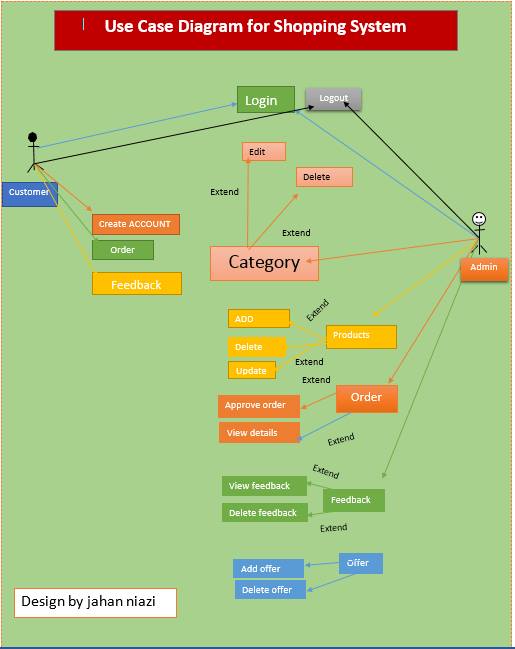 Use Case Diagram for Shopping System
Login
Logout
Edit
Delete
Extend
Customer
Create ACCOUNT
Order
Feedback
Extend
Category
Admin
Extend
ADD
Products
Delete
Update
Extend
Extend
Order
Approve order
View details
Extend
Extend
View feedback
Feedback
Delete feedback
Extend
Offer
Add offer
Delete offer
Design by jahan niazi